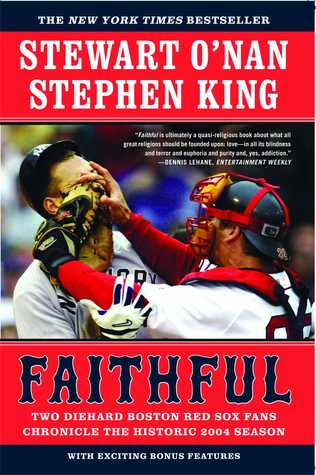 THE NEW YORK TIMES BESTSELLER
STEWART O'NAN
STEPHEN KING
"Faithful is ultimately a quasi-religious book about what all
great religions should be founded upon: love—in all its blindness
and terror and euphoria and purity and, yes, addiction."
—DENNIS LEHANE, ENTERTAINMENT WEEKLY
FAITHFUL
TWO DIEHARD BOSTON RED SOX FANS
CHRONICLE THE HISTORIC 2004 SEASON
WITH EXCITING BONUS FEATURES